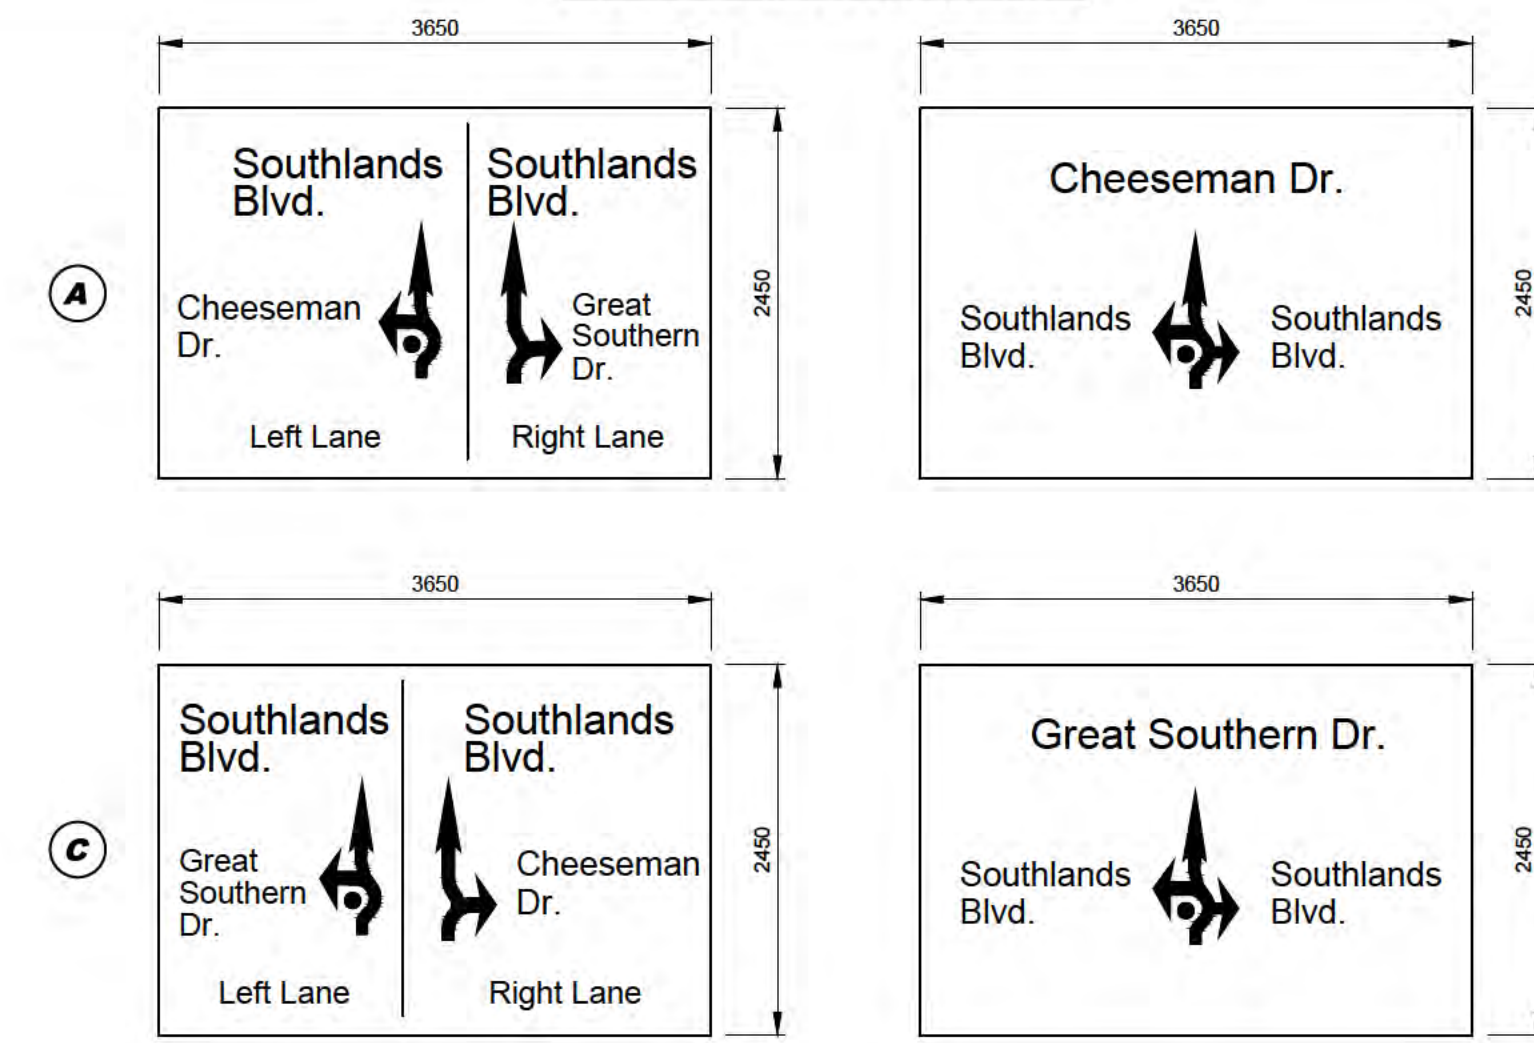 3650
3650
Southlands
Blvd.
Southlands
Blvd.
Cheeseman
Dr.
Great
Southern
Dr.
Left Lane
Right Lane
A
2450
Cheeseman Dr.
Southlands
Blvd.
Southlands
Blvd.
2450
3650
3650
Southlands
Blvd.
Southlands
Blvd.
Great
Southern
Dr.
Cheeseman
Dr.
Left Lane
Right Lane
C
2450
Great Southern Dr.
Southlands
Blvd.
Southlands
Blvd.
2450